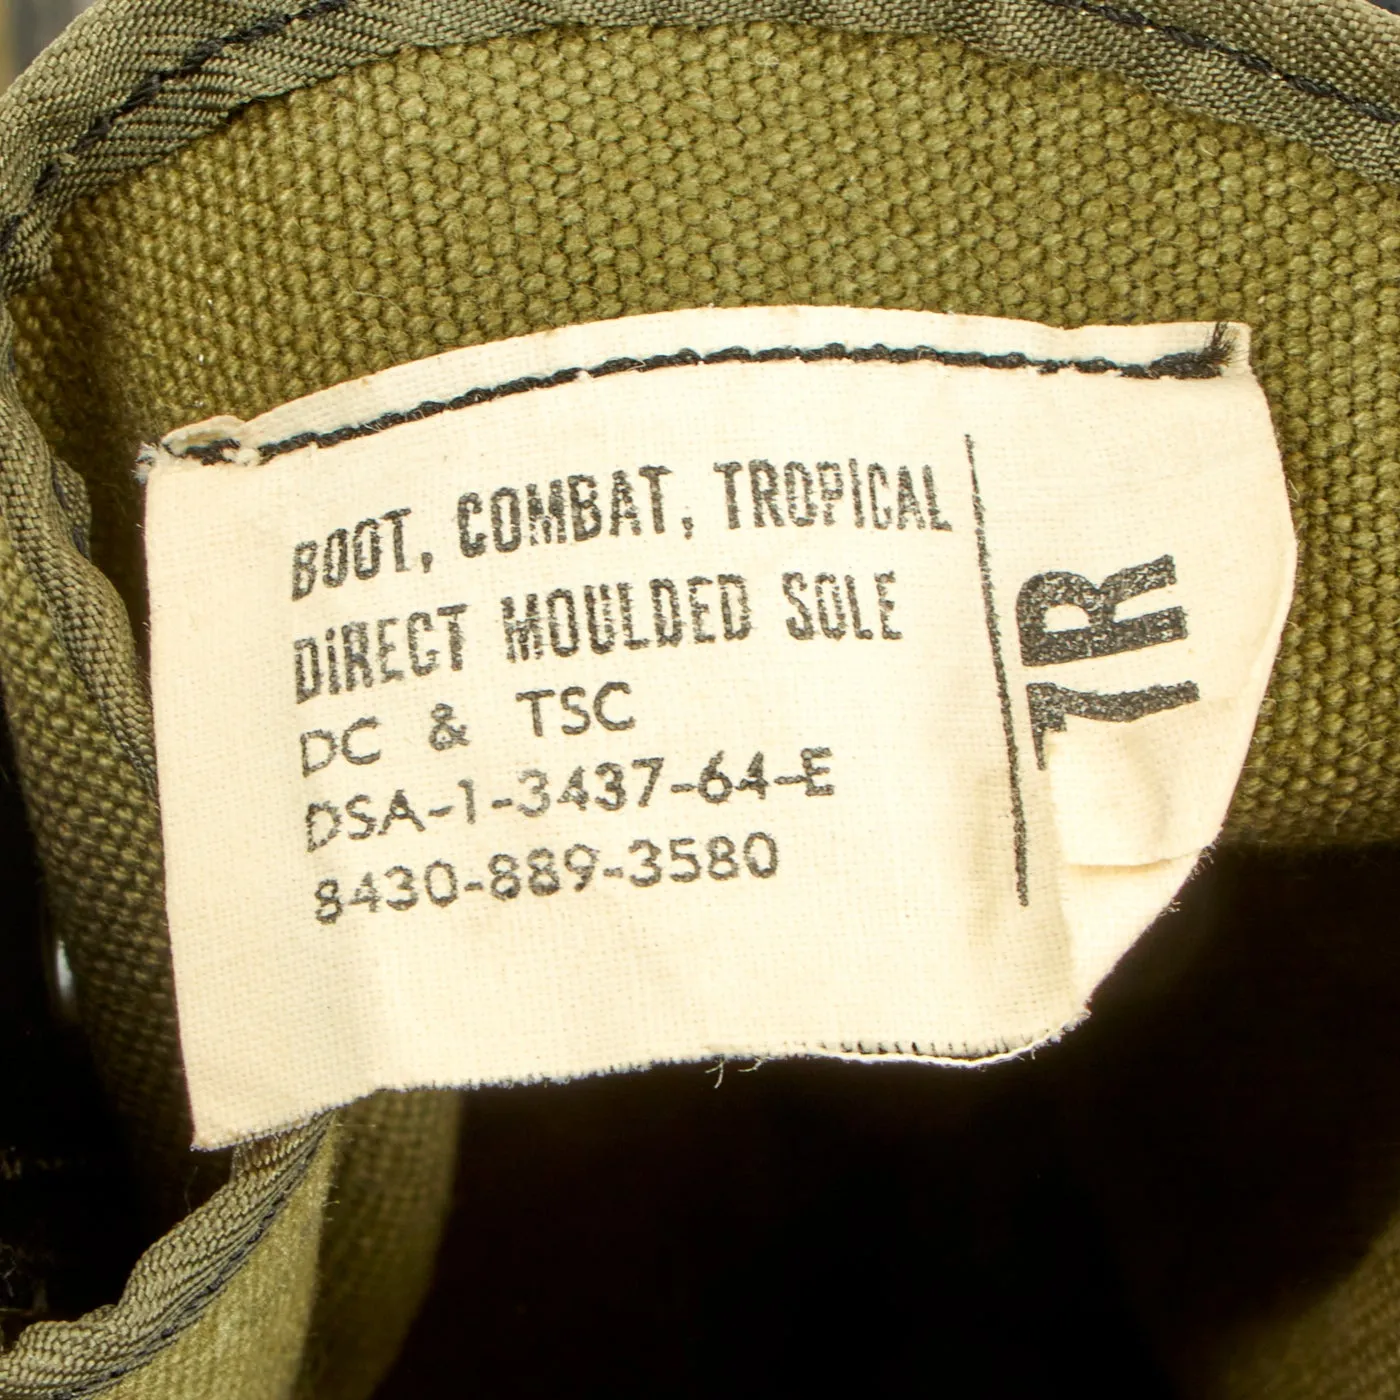 BOOT, COMBAT, TROPICAL
DIRECT MOULDED SOLE
DC & TSC
DSA-1-3437-64-E
8430-889-3580
7R